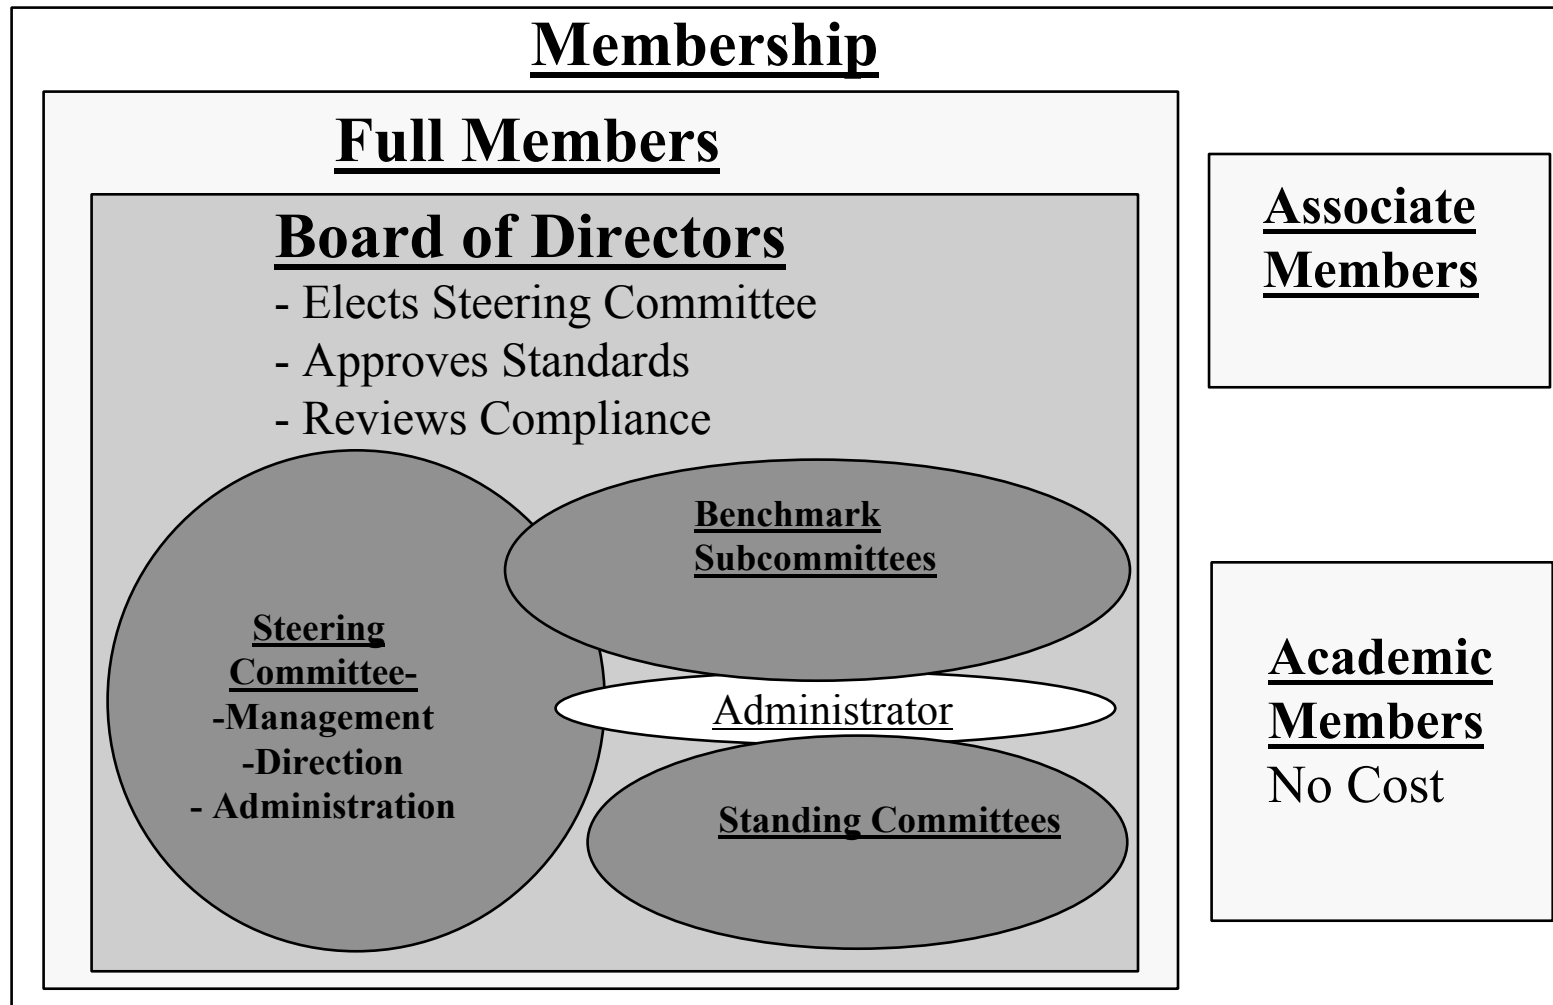 Membership
Full Members
Board of Directors
- Elects Steering Committee
- Approves Standards
- Reviews Compliance
Benchmark
Subcommittees
Steering
Committee-
-Management
-Direction
- Administration
Administrator
Standing Committees
Associate
Members
Academic
Members
No Cost